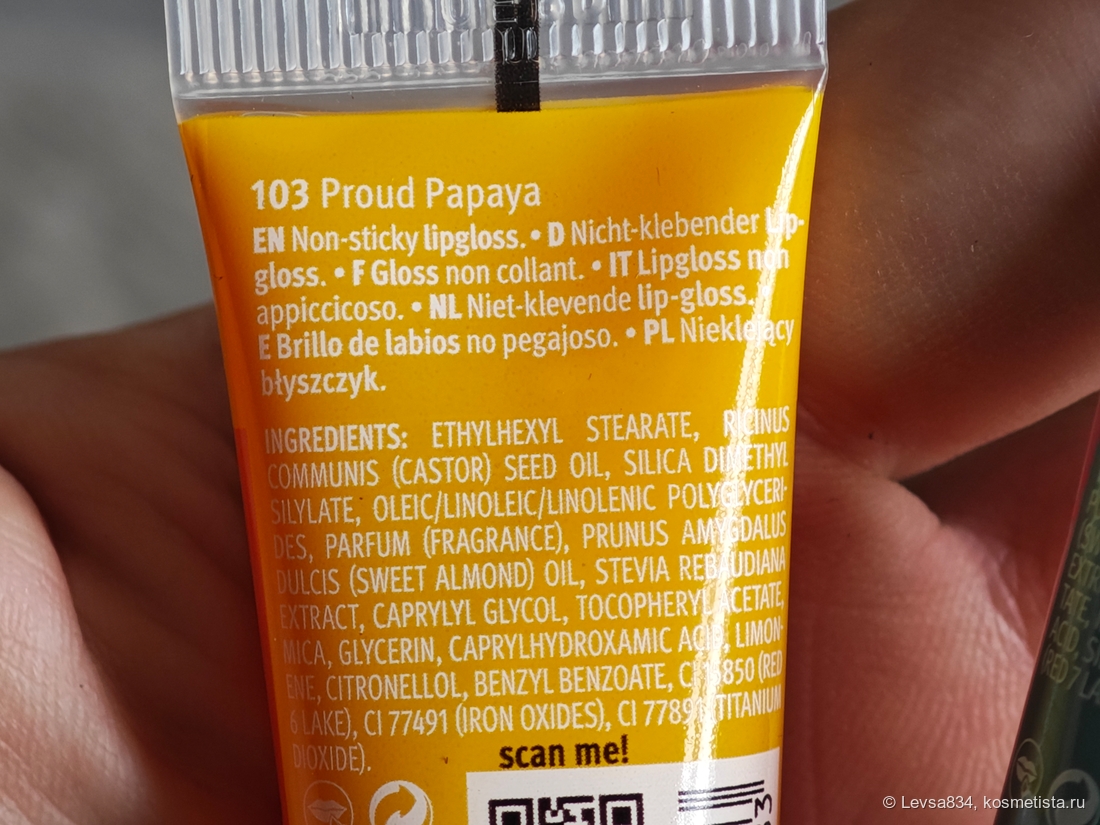 103 Proud Papaya
EN Non-sticky lipgloss. • D Nicht-klebender Lip-
gloss. • F Gloss non collant. • IT Lipgloss non
appiccicoso. • NL Niet-klevende lip-gloss. •
E Brillo de labios no pegajoso. • PL Nieklejący
błyszczyk.
INGREDIENTS: ETHYLHEXYL STEARATE, RICINUS
COMMUNIS (CASTOR) SEED OIL, SILICA DIMETHYL
SILYLATE, OLEIC/LINOLEIC/LINOLENIC POLYGLYCERI-
DES, PARFUM (FRAGRANCE), PRUNUS AMYGDALUS
DULCIS (SWEET ALMOND) OIL, STEVIA REBAUDIANA
EXTRACT, CAPRYLYL GLYCOL, TOCOPHERYL ACETATE,
MICA, GLYCERIN, CAPRYLHYDROXAMIC ACID, LIMON-
ENE, CITRONELLOL, BENZYL BENZOATE, CI 15850 (RED
6 LAKE), CI 77491 (IRON OXIDES), CI 77891 (TITANIUM
DIOXIDE).
scan me!
© Levsa834, kosmetista.ru